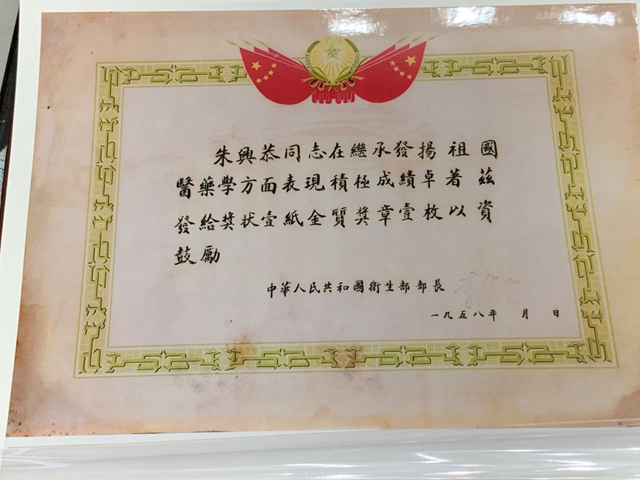 朱興恭同志在繼承發揚祖國
醫藥學方面表現積極成績卓著兹
發給奬狀壹紙金質奬章壹枚以資
鼓勵
中華人民共和國衛生部部長
一九五八年 月 日